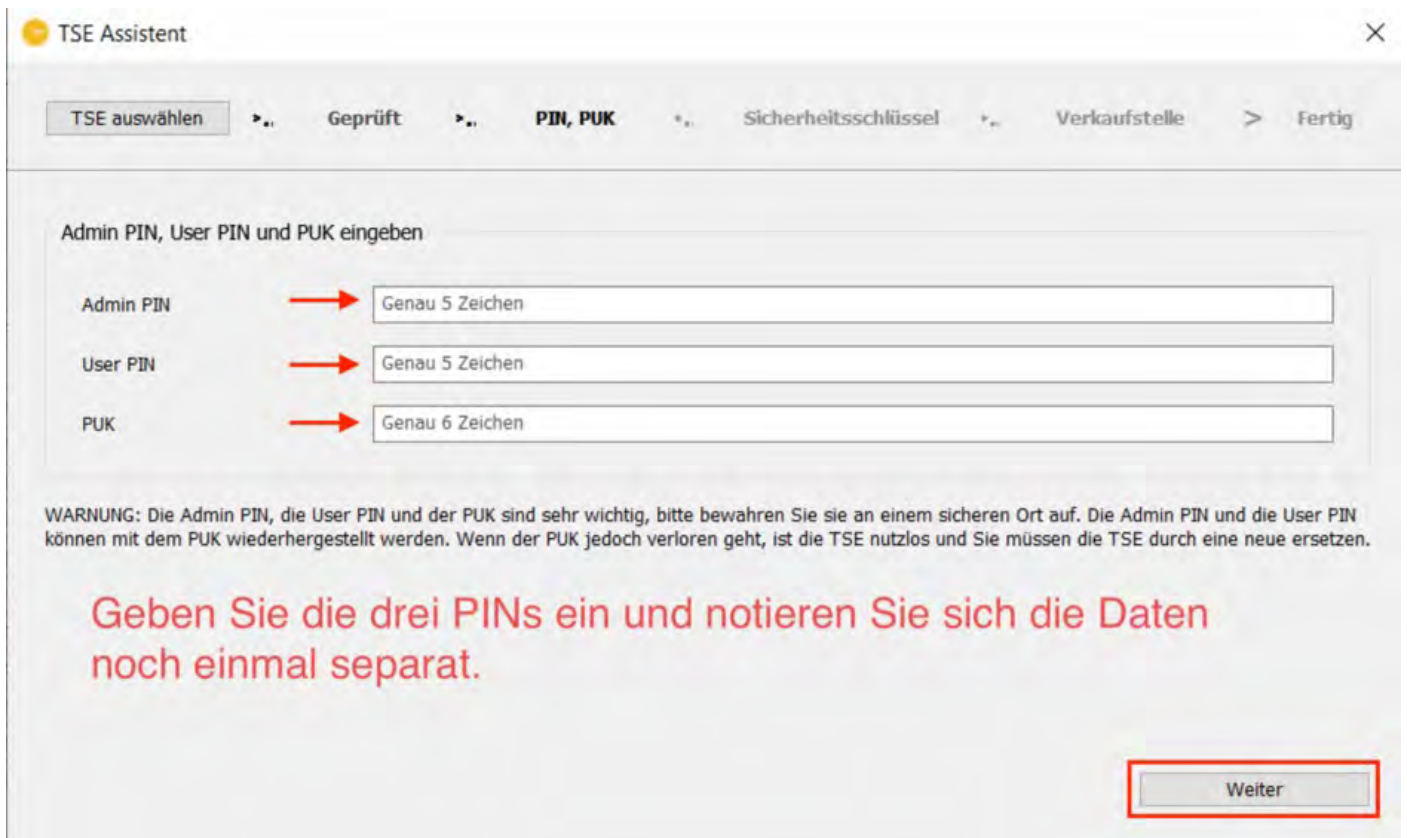 TSE Assistent
TSE auswählen > Geprüft > PIN, PUK Sicherheitsschlüssel Verkaufstelle > Fertig
Admin PIN, User PIN und PUK eingeben
Admin PIN Genau 5 Zeichen
User PIN Genau 5 Zeichen
PUK Genau 6 Zeichen
WARNUNG: Die Admin PIN, die User PIN und der PUK sind sehr wichtig, bitte bewahren Sie sie an einem sicheren Ort auf. Die Admin PIN und die User PIN
können mit dem PUK wiederhergestellt werden. Wenn der PUK jedoch verloren geht, ist die TSE nutzlos und Sie müssen die TSE durch eine neue ersetzen.
Geben Sie die drei PINs ein und notieren Sie sich die Daten
noch einmal separat.
Weiter